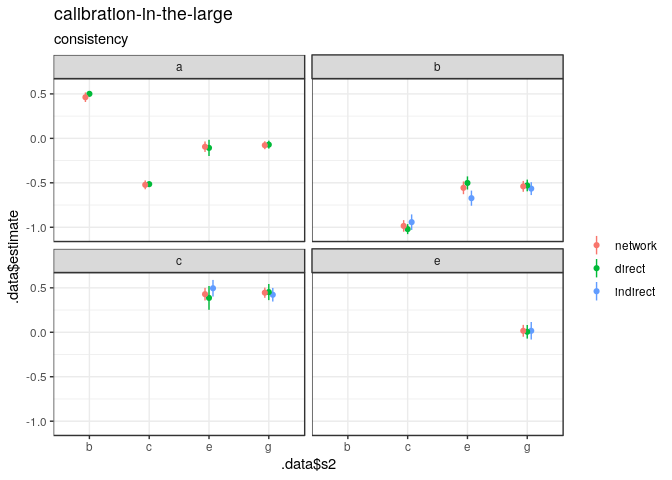 calibration-in-the-large
consistency
a
b
0.5
0.0
-0.5
-1.0
c
e
0.5
0.0
-0.5
-1.0
b
c
e
g
b
c
e
g
.data$s2
.data$estimate
network
direct
indirect